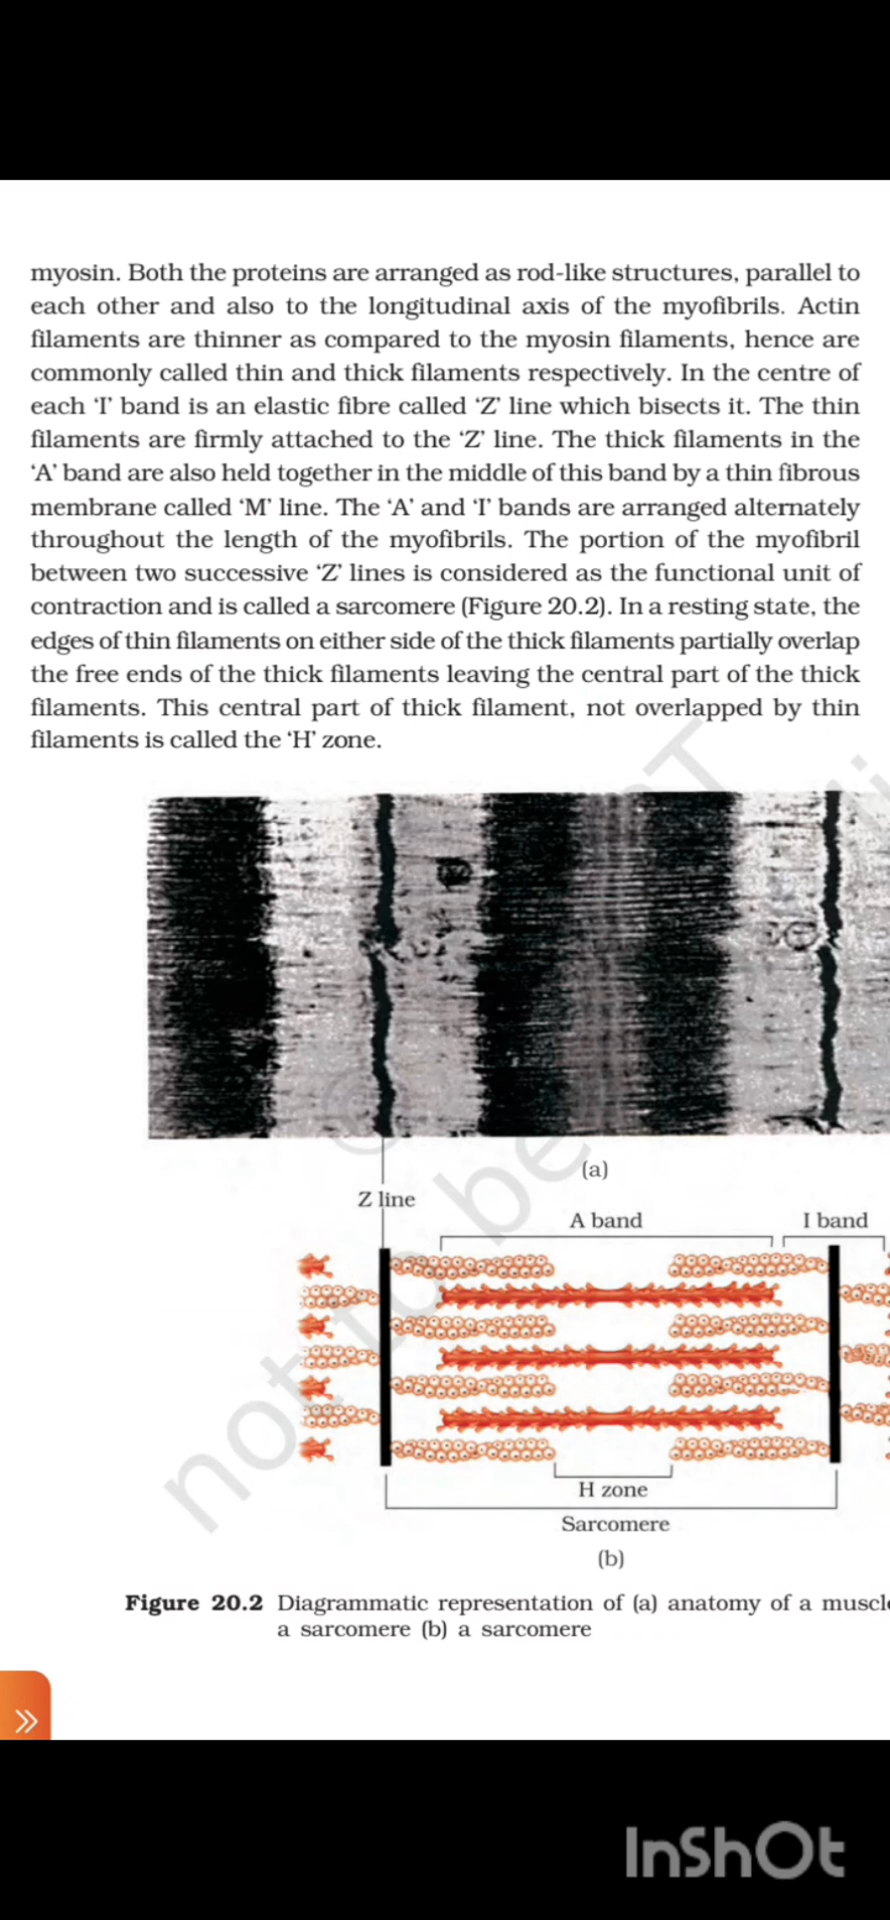 myosin. Both the proteins are arranged as rod-like structures, parallel to
each other and also to the longitudinal axis of the myofibrils. Actin
filaments are thinner as compared to the myosin filaments, hence are
commonly called thin and thick filaments respectively. In the centre of
each ‘I’ band is an elastic fibre called ‘Z’ line which bisects it. The thin
filaments are firmly attached to the ‘Z’ line. The thick filaments in the
‘A’ band are also held together in the middle of this band by a thin fibrous
membrane called ‘M’ line. The ‘A’ and ‘I’ bands are arranged alternately
throughout the length of the myofibrils. The portion of the myofibril
between two successive ‘Z’ lines is considered as the functional unit of
contraction and is called a sarcomere (Figure 20.2). In a resting state, the
edges of thin filaments on either side of the thick filaments partially overlap
the free ends of the thick filaments leaving the central part of the thick
filaments. This central part of thick filament, not overlapped by thin
filaments is called the ‘H’ zone.
(a)
Z line
A band
I band
H zone
Sarcomere
(b)
not to be
Figure 20.2 Diagrammatic representation of (a) anatomy of a muscle
a sarcomere (b) a sarcomere
InShOt